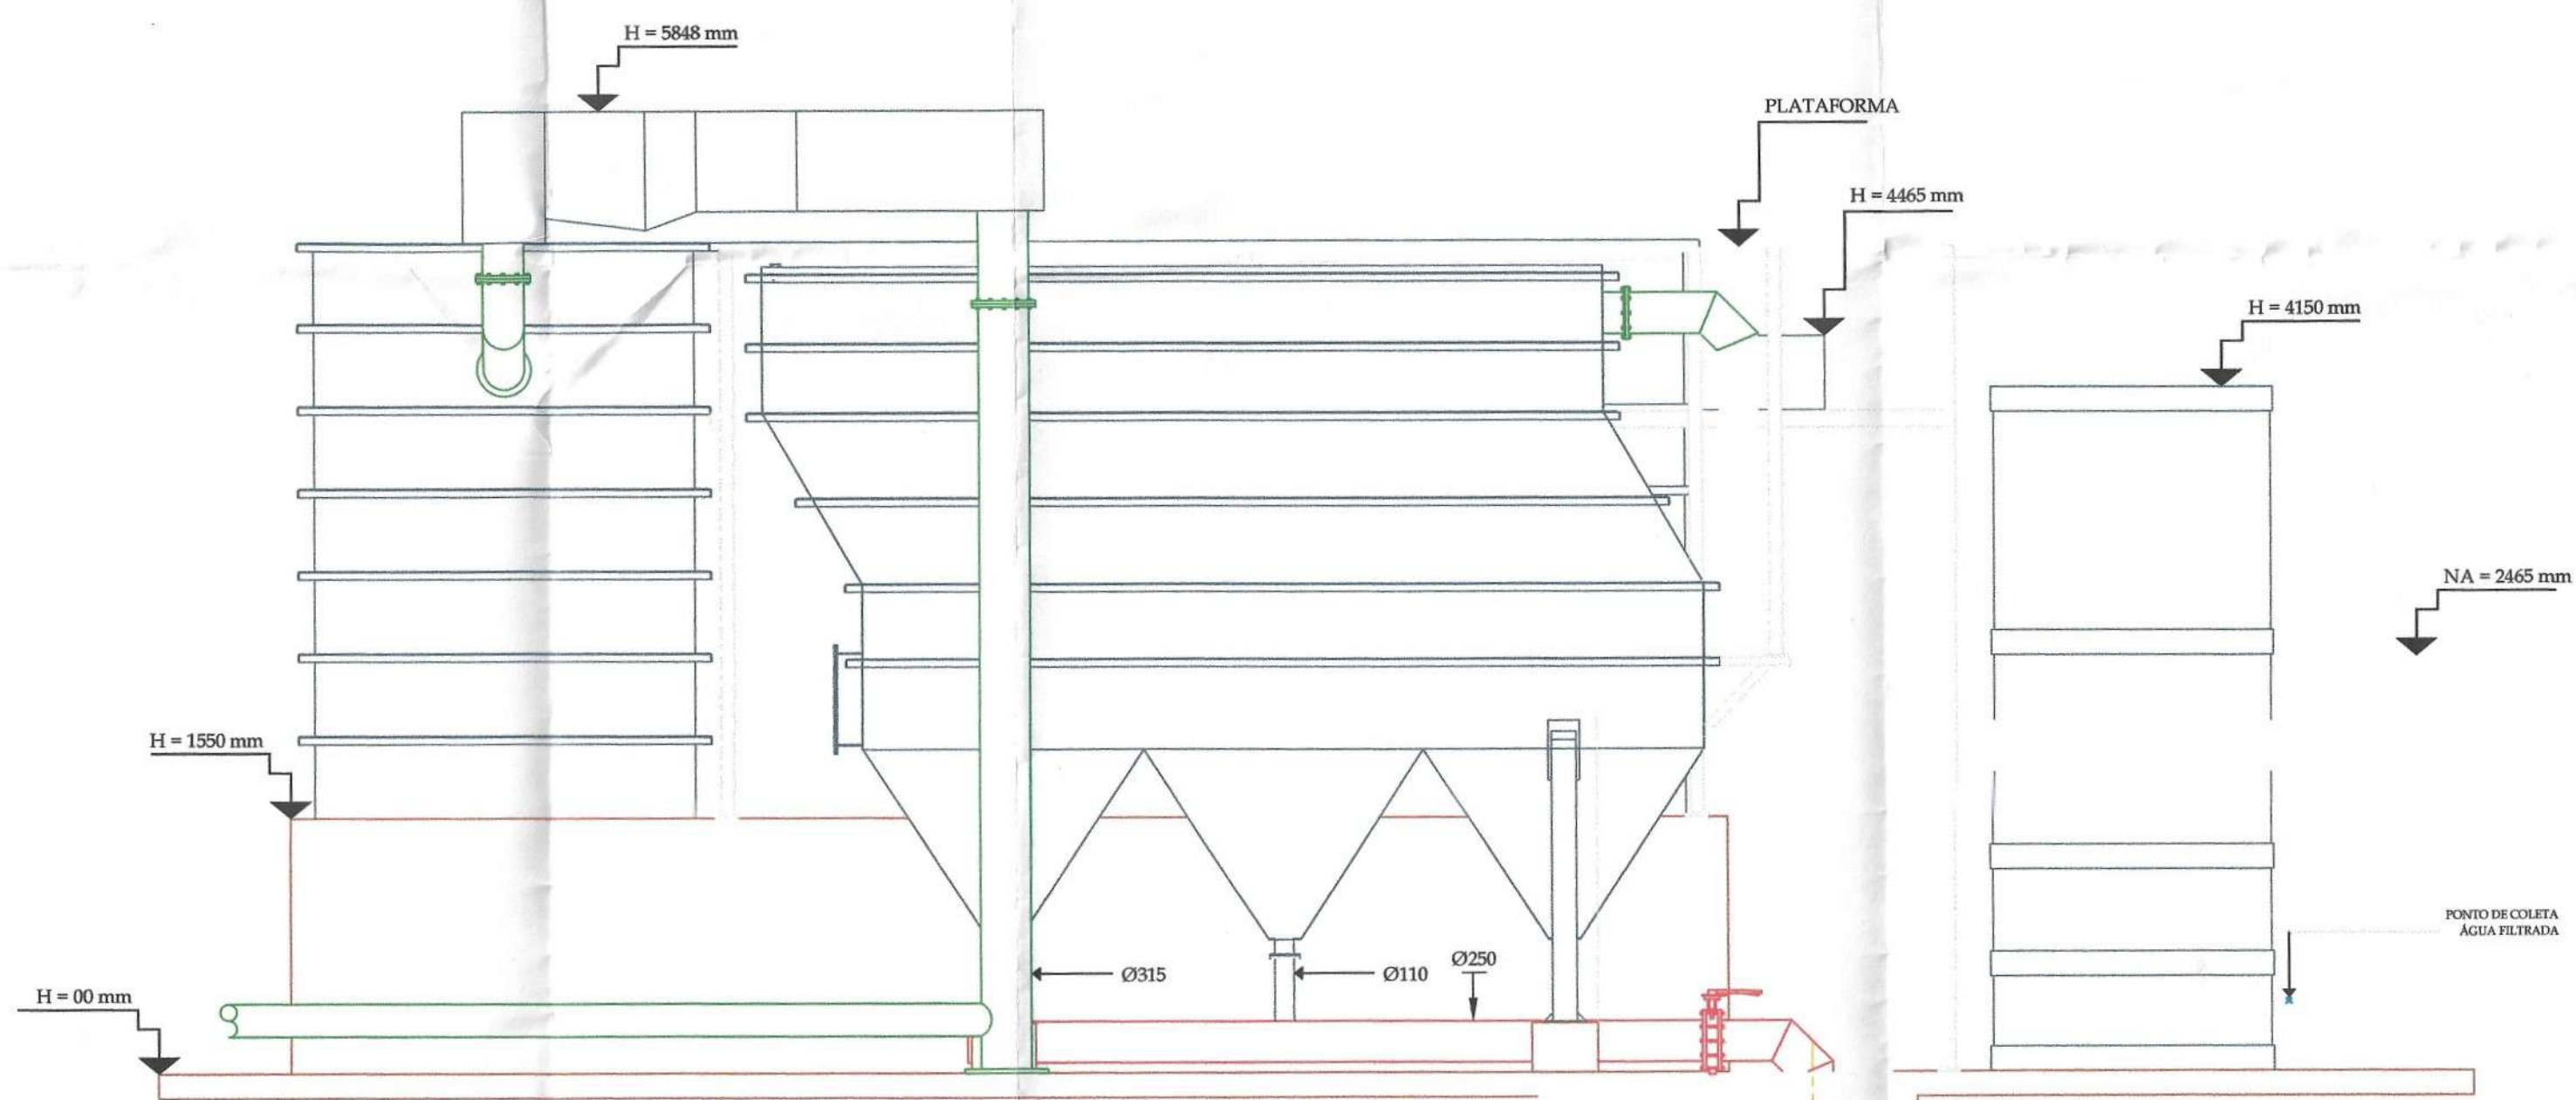 H = 5848 mm
PLATAFORMA
H = 4465 mm
H = 4150 mm
NA = 2465 mm
H = 1550 mm
PONTO DE COLETA
ÁGUA FILTRADA
Ø250
Ø315
Ø110
H = 00 mm